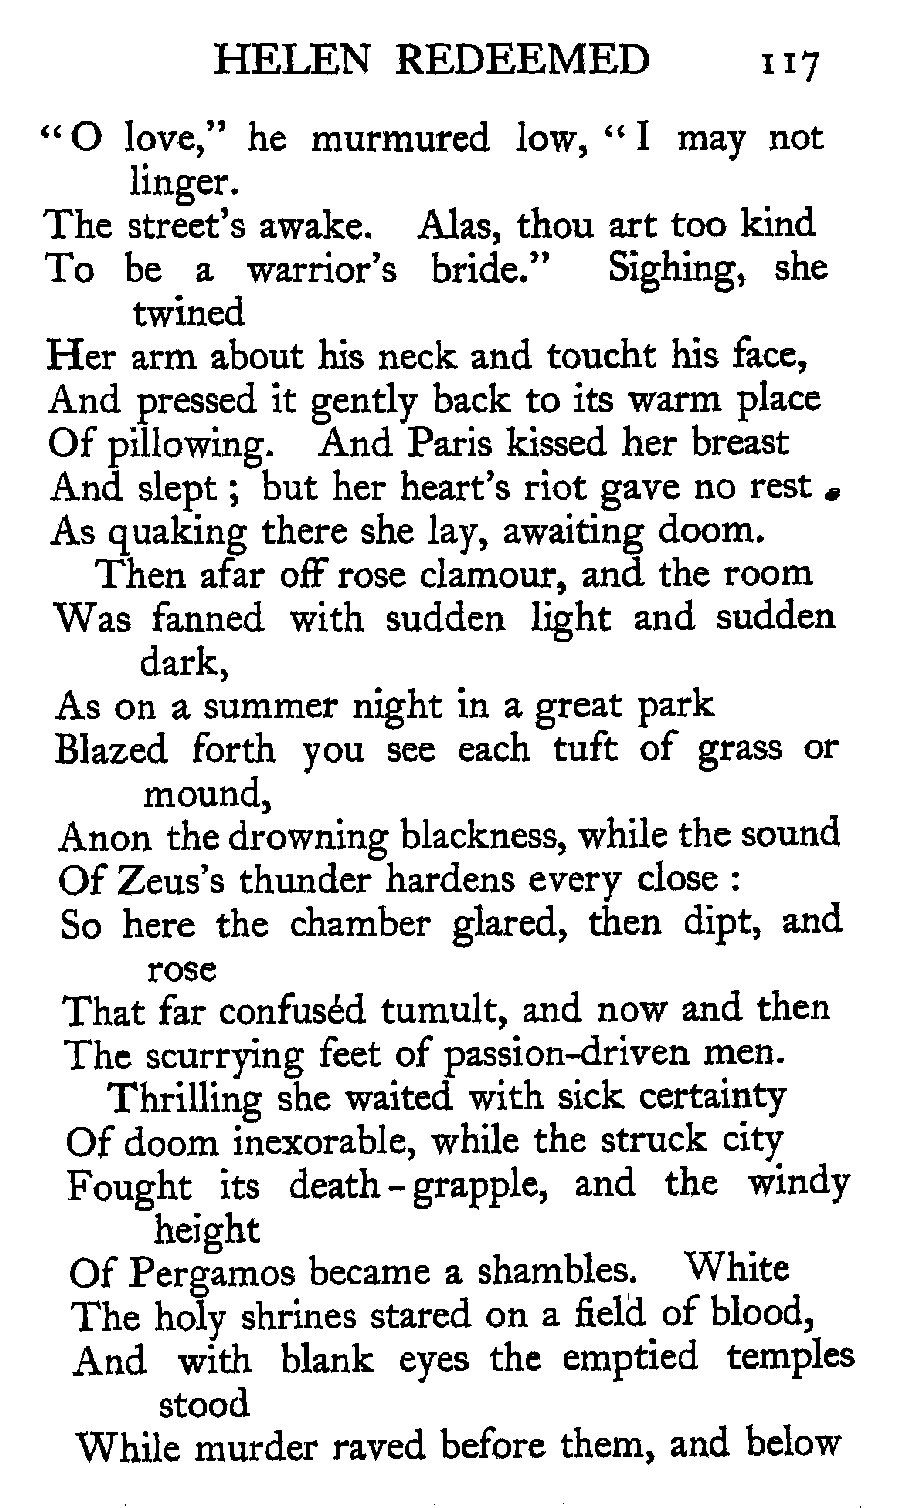 HELEN REDEEMED 117
“O love,” he murmured low, “I may not
linger.
The street’s awake. Alas, thou art too kind
To be a warrior’s bride.” Sighing, she
twined
Her arm about his neck and toucht his face,
And pressed it gently back to its warm place
Of pillowing. And Paris kissed her breast
And slept; but her heart’s riot gave no rest
As quaking there she lay, awaiting doom.
Then afar off rose clamour, and the room
Was fanned with sudden light and sudden
dark,
As on a summer night in a great park
Blazed forth you see each tuft of grass or
mound,
Anon the drowning blackness, while the sound
Of Zeus’s thunder hardens every close:
So here the chamber glared, then dipt, and
rose
That far confuséd tumult, and now and then
The scurrying feet of passion-driven men.
Thrilling she waited with sick certainty
Of doom inexorable, while the struck city
Fought its death-grapple, and the windy
height
Of Pergamos became a shambles. White
The holy shrines stared on a field of blood,
And with blank eyes the emptied temples
stood
While murder raved before them, and below